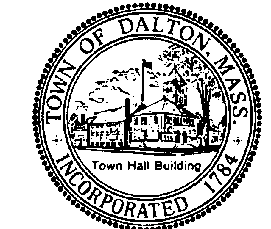 TOWN OF DALTON, MASS
Town Hall Building
INCORPORATED 1784